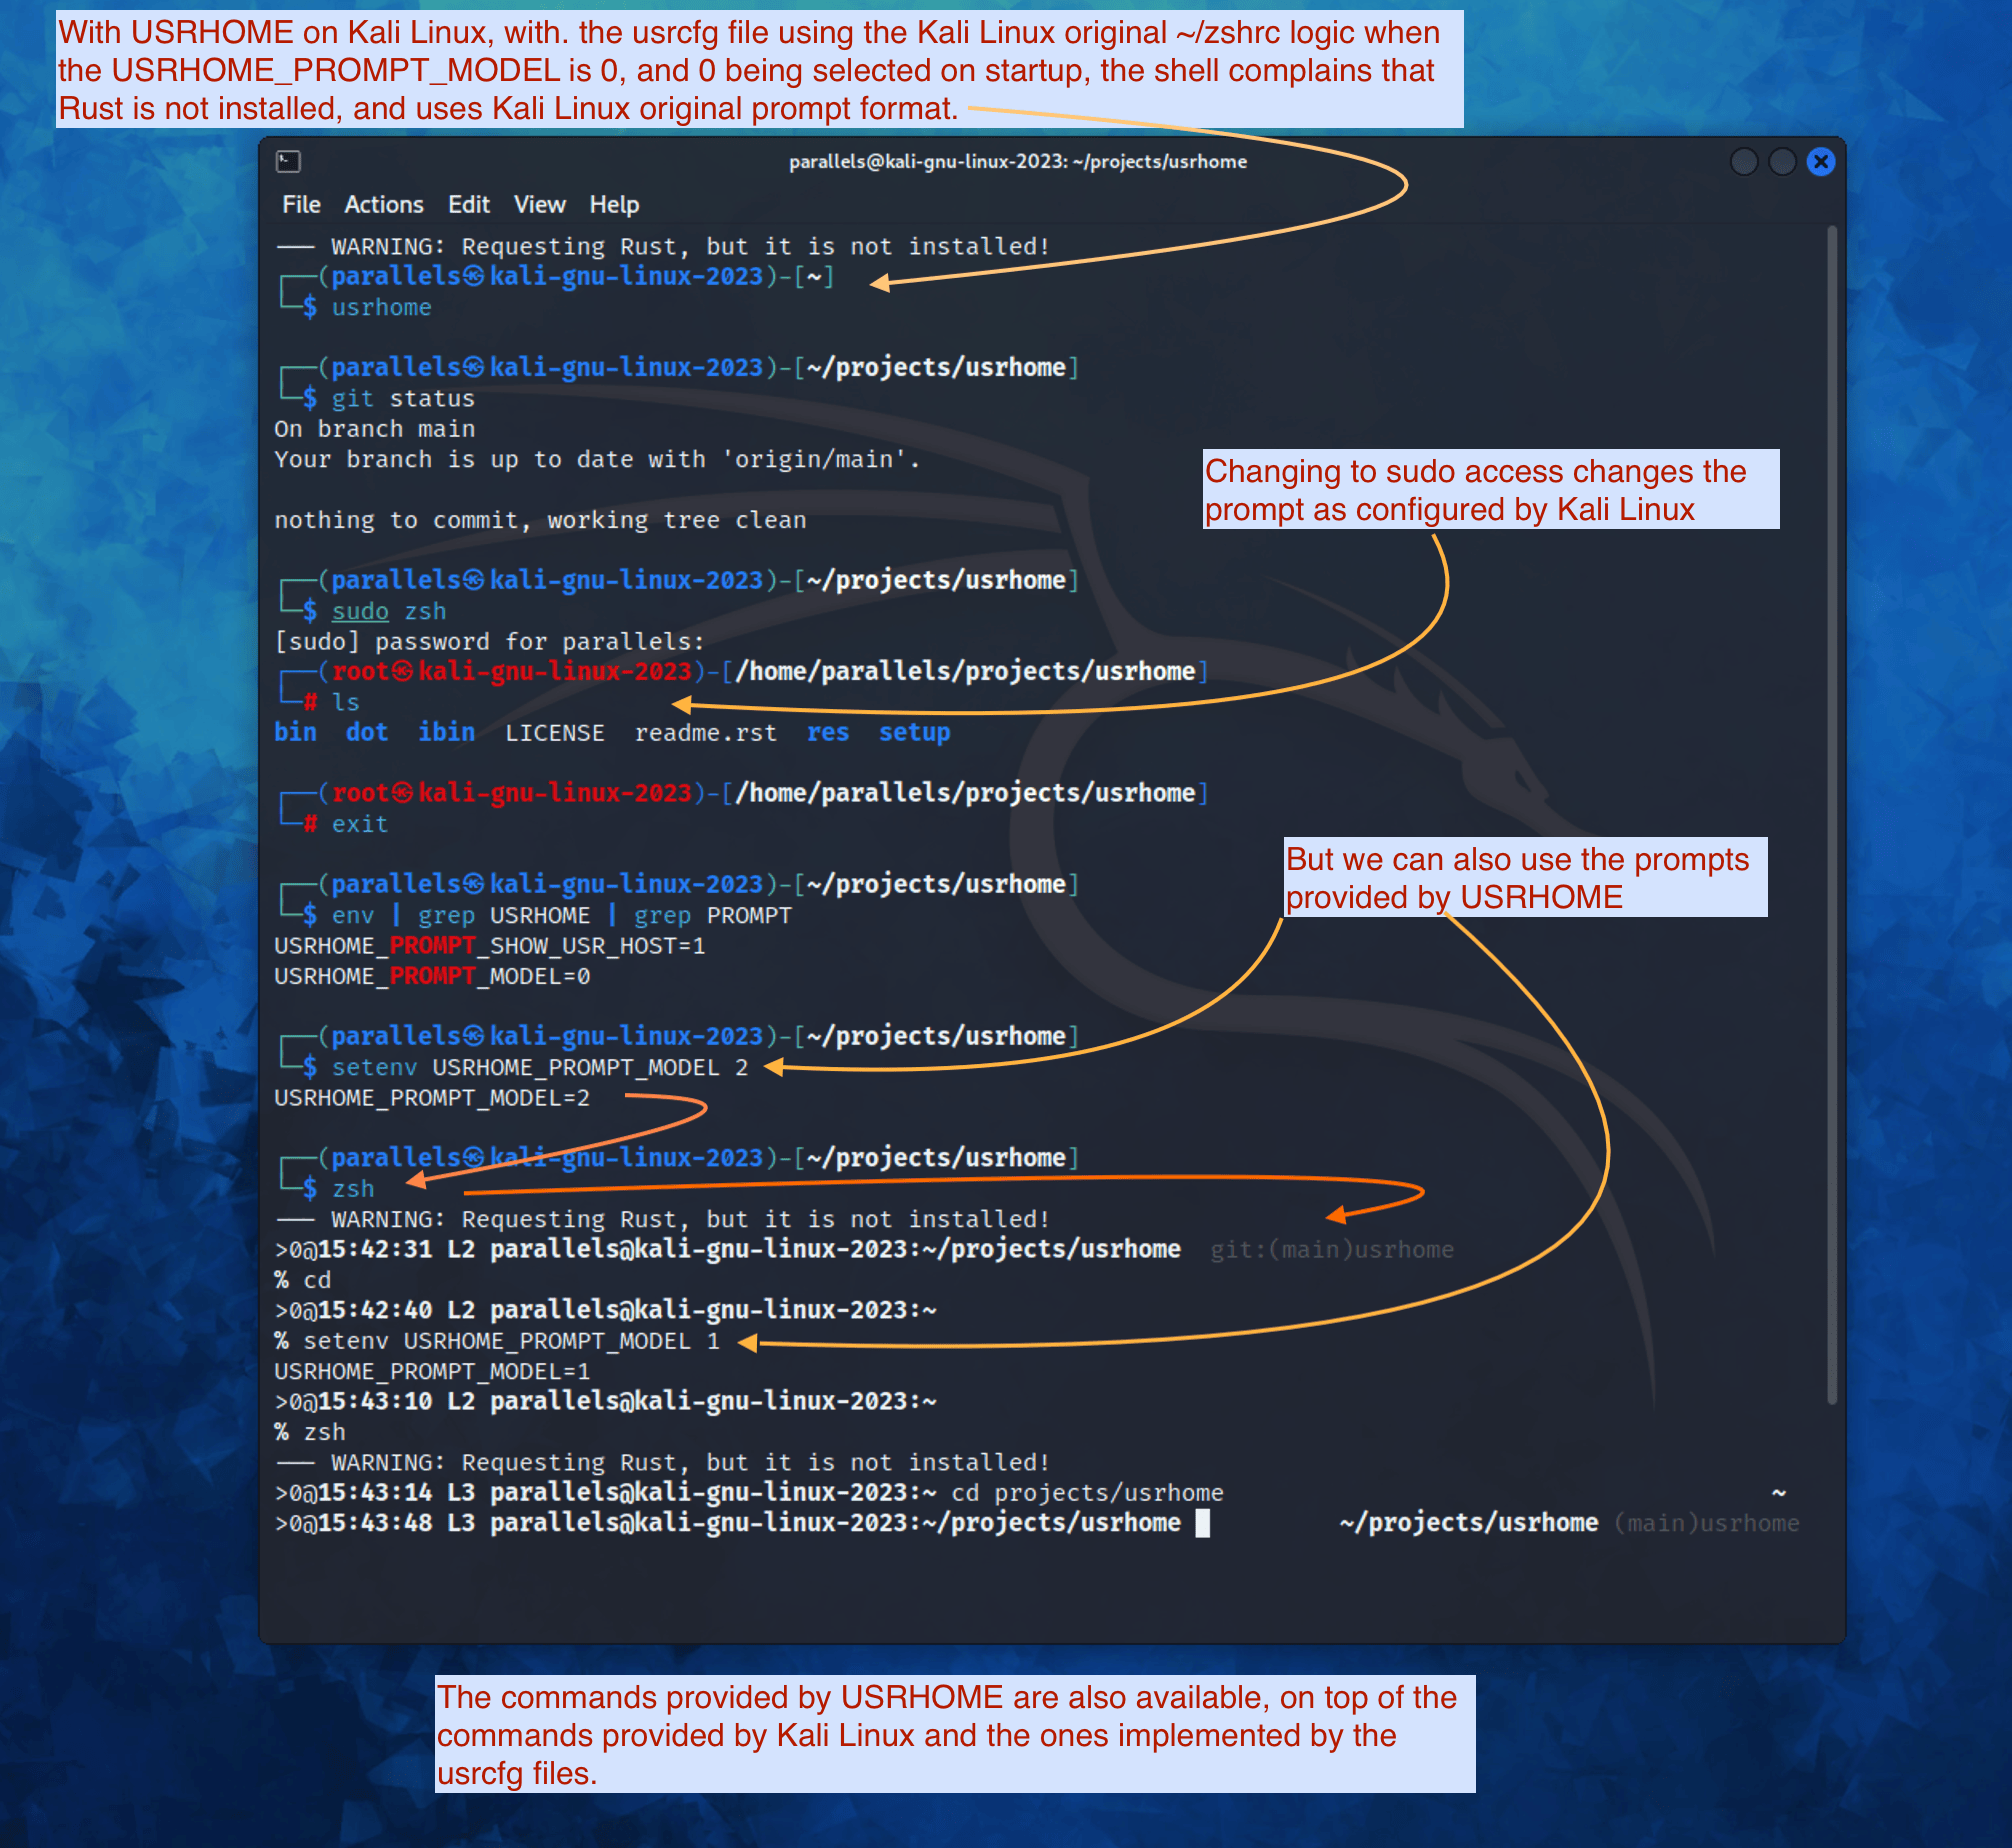 With USRHOME on Kali Linux, with. the usrcfg file using the Kali Linux original ~/zshrc logic when
the USRHOME_PROMPT_MODEL is 0, and 0 being selected on startup, the shell complains that
Rust is not installed, and uses Kali Linux original prompt format.
parallels@kali-gnu-linux-2023: ~/projects/usrhome
File Actions Edit View Help
——— WARNING: Requesting Rust, but it is not installed!
┌──(parallels㉿kali-gnu-linux-2023)-[~]
└─$ usrhome
┌──(parallels㉿kali-gnu-linux-2023)-[~/projects/usrhome]
└─$ git status
On branch main
Your branch is up to date with 'origin/main'.
nothing to commit, working tree clean
Changing to sudo access changes the
prompt as configured by Kali Linux
┌──(parallels㉿kali-gnu-linux-2023)-[~/projects/usrhome]
└─$ sudo zsh
[sudo] password for parallels:
┌──(root㉿kali-gnu-linux-2023)-[/home/parallels/projects/usrhome]
└─# ls
bin dot ibin LICENSE readme.rst res setup
┌──(root㉿kali-gnu-linux-2023)-[/home/parallels/projects/usrhome]
└─# exit
But we can also use the prompts
provided by USRHOME
┌──(parallels㉿kali-gnu-linux-2023)-[~/projects/usrhome]
└─$ env | grep USRHOME | grep PROMPT
USRHOME_PROMPT_SHOW_USR_HOST=1
USRHOME_PROMPT_MODEL=0
┌──(parallels㉿kali-gnu-linux-2023)-[~/projects/usrhome]
└─$ setenv USRHOME_PROMPT_MODEL 2
USRHOME_PROMPT_MODEL=2
┌──(parallels㉿kali-gnu-linux-2023)-[~/projects/usrhome]
└─$ zsh
——— WARNING: Requesting Rust, but it is not installed!
>0@15:42:31 L2 parallels@kali-gnu-linux-2023:~/projects/usrhome git:(main)usrhome
% cd
>0@15:42:40 L2 parallels@kali-gnu-linux-2023:~
% setenv USRHOME_PROMPT_MODEL 1
USRHOME_PROMPT_MODEL=1
>0@15:43:10 L2 parallels@kali-gnu-linux-2023:~
% zsh
——— WARNING: Requesting Rust, but it is not installed!
>0@15:43:14 L3 parallels@kali-gnu-linux-2023:~ cd projects/usrhome ~
>0@15:43:48 L3 parallels@kali-gnu-linux-2023:~/projects/usrhome ~/projects/usrhome (main)usrhome
The commands provided by USRHOME are also available, on top of the
commands provided by Kali Linux and the ones implemented by the
usrcfg files.